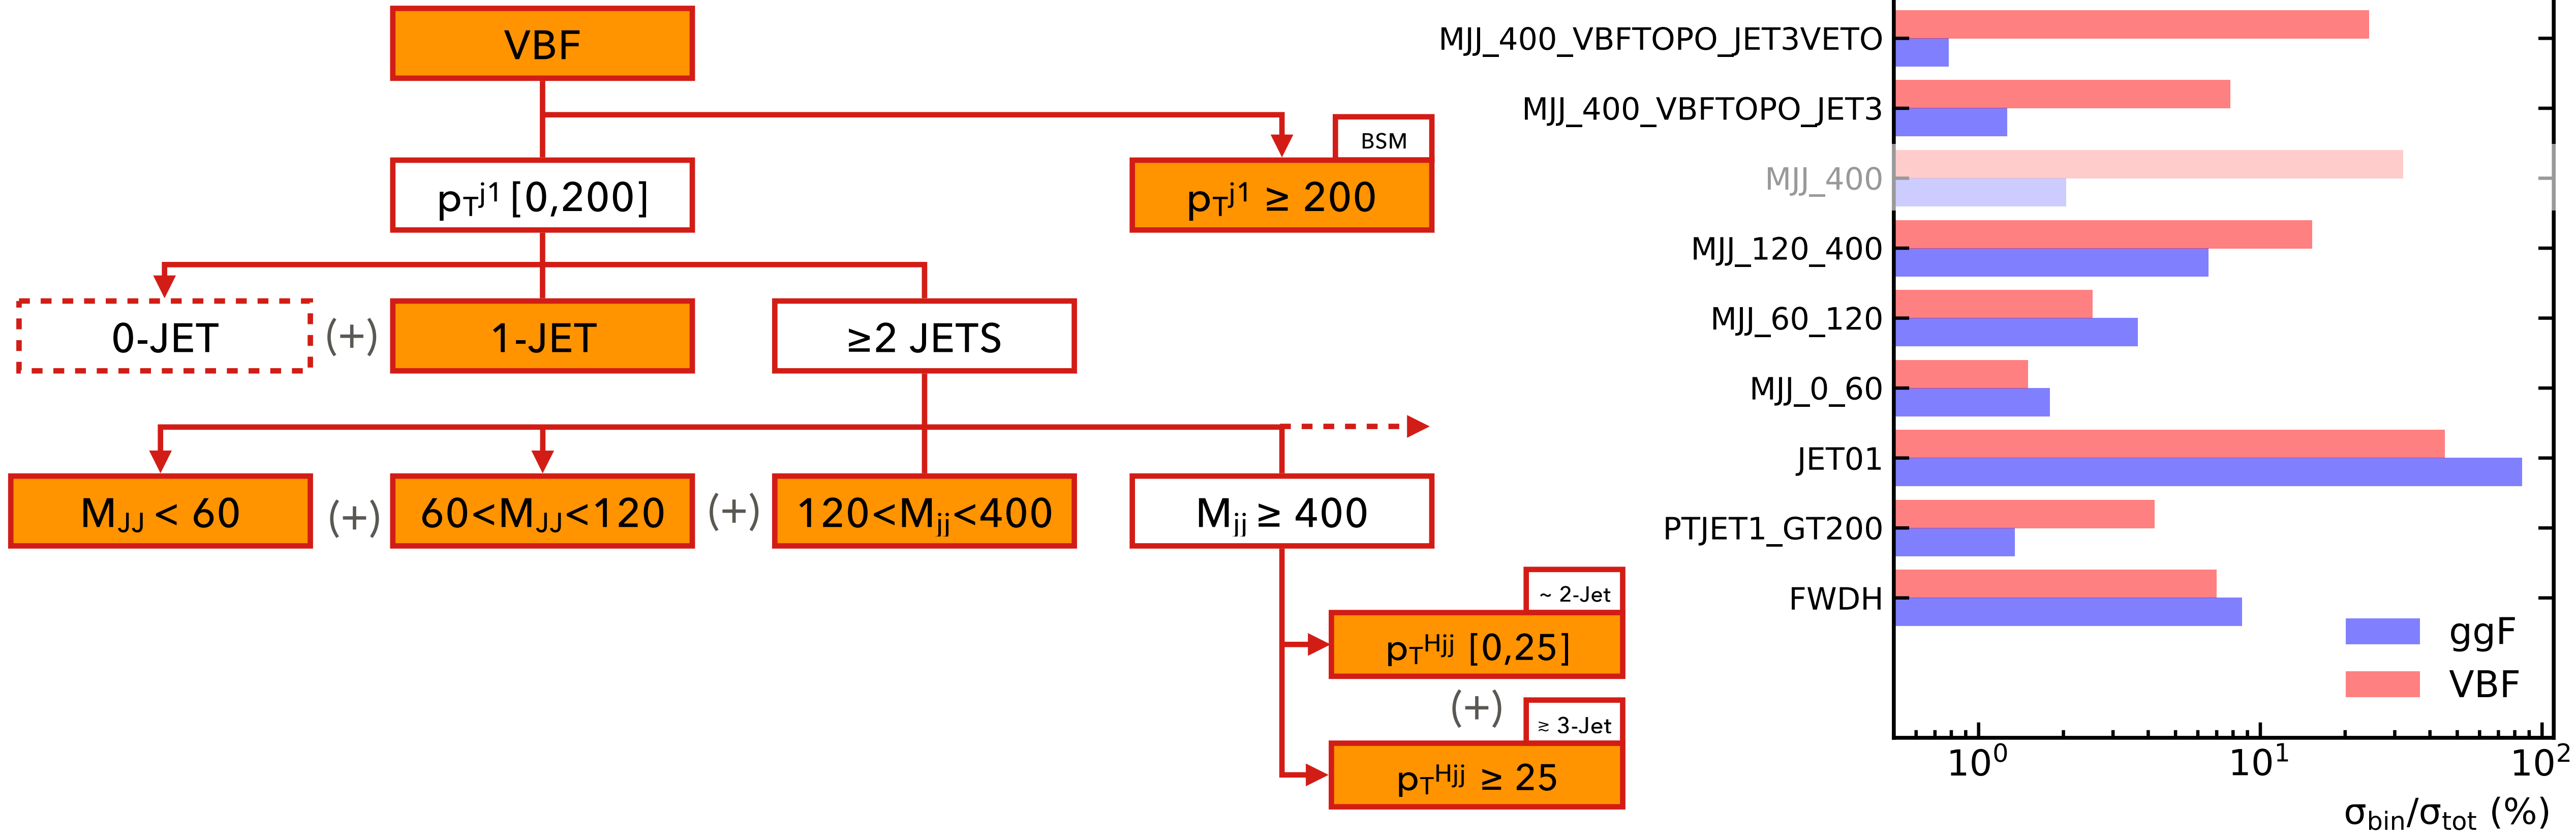 VBF
BSM
pTj1 [0,200]
pTj1 ≥ 200
0-JET
(+)
1-JET
≥2 JETS
MJJ < 60
(+)
60<MJJ<120
(+)
120<Mjj<400
Mjj ≥ 400
~ 2-Jet
pTHjj [0,25]
(+)
≳ 3-Jet
pTHjj ≥ 25
MJJ_400_VBFTOPO_JET3VETO
MJJ_400_VBFTOPO_JET3
MJJ_400
MJJ_120_400
MJJ_60_120
MJJ_0_60
JET01
PTJET1_GT200
FWDH
ggF
VBF
10^0
10^1
10^2
σbin/σtot (%)